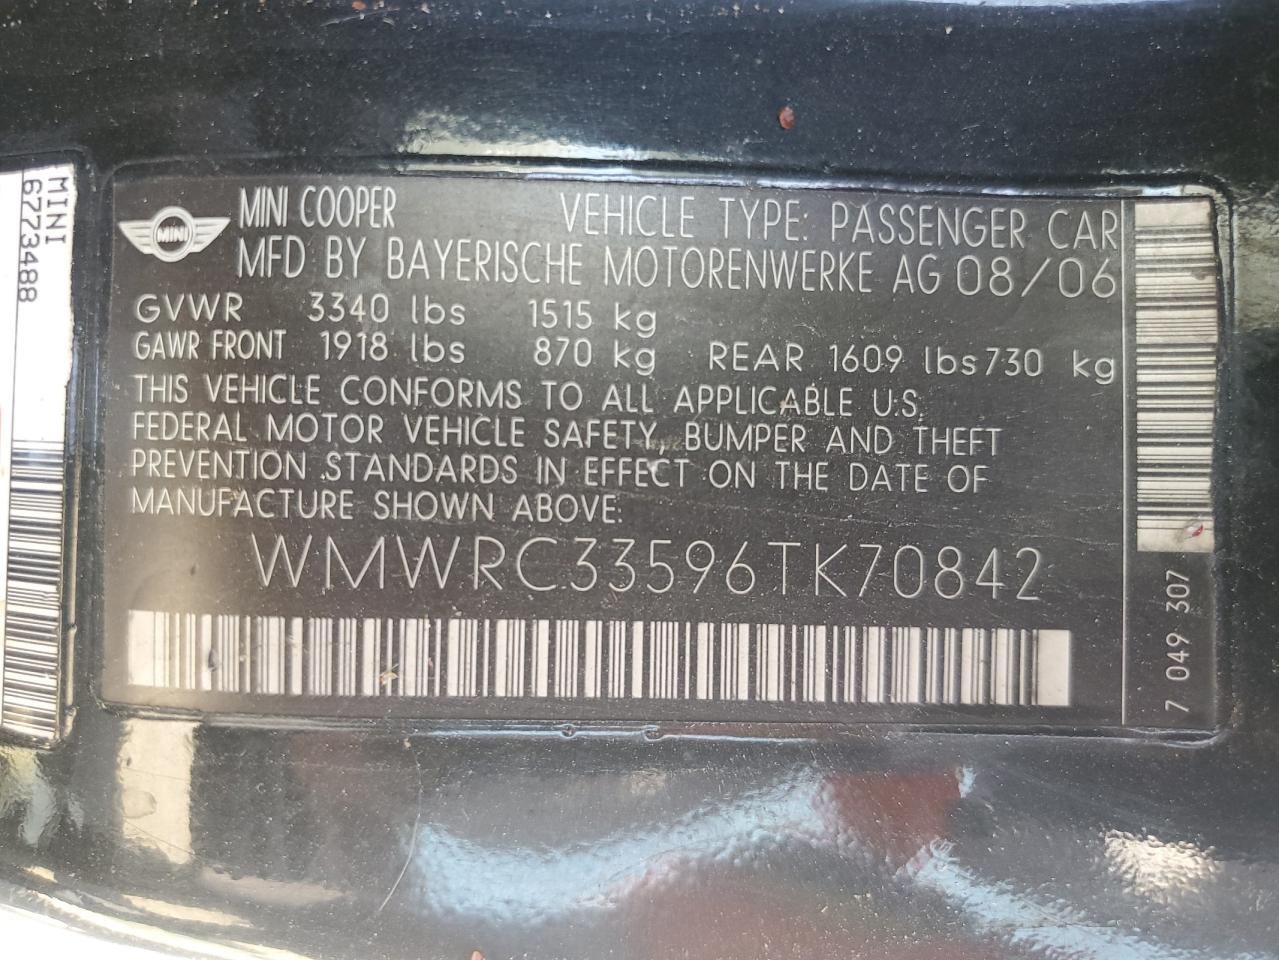 MINI
6773488
MINI
MINI COOPER VEHICLE TYPE: PASSENGER CAR
MFD BY BAYERISCHE MOTORENWERKE AG 08/06
GVWR 3340 lbs 1515 kg
GAWR FRONT 1918 lbs 870 kg REAR 1609 lbs 730 kg
THIS VEHICLE CONFORMS TO ALL APPLICABLE U.S.
FEDERAL MOTOR VEHICLE SAFETY, BUMPER AND THEFT
PREVENTION STANDARDS IN EFFECT ON THE DATE OF
MANUFACTURE SHOWN ABOVE:
WMWRC33596TK70842
7 049 307